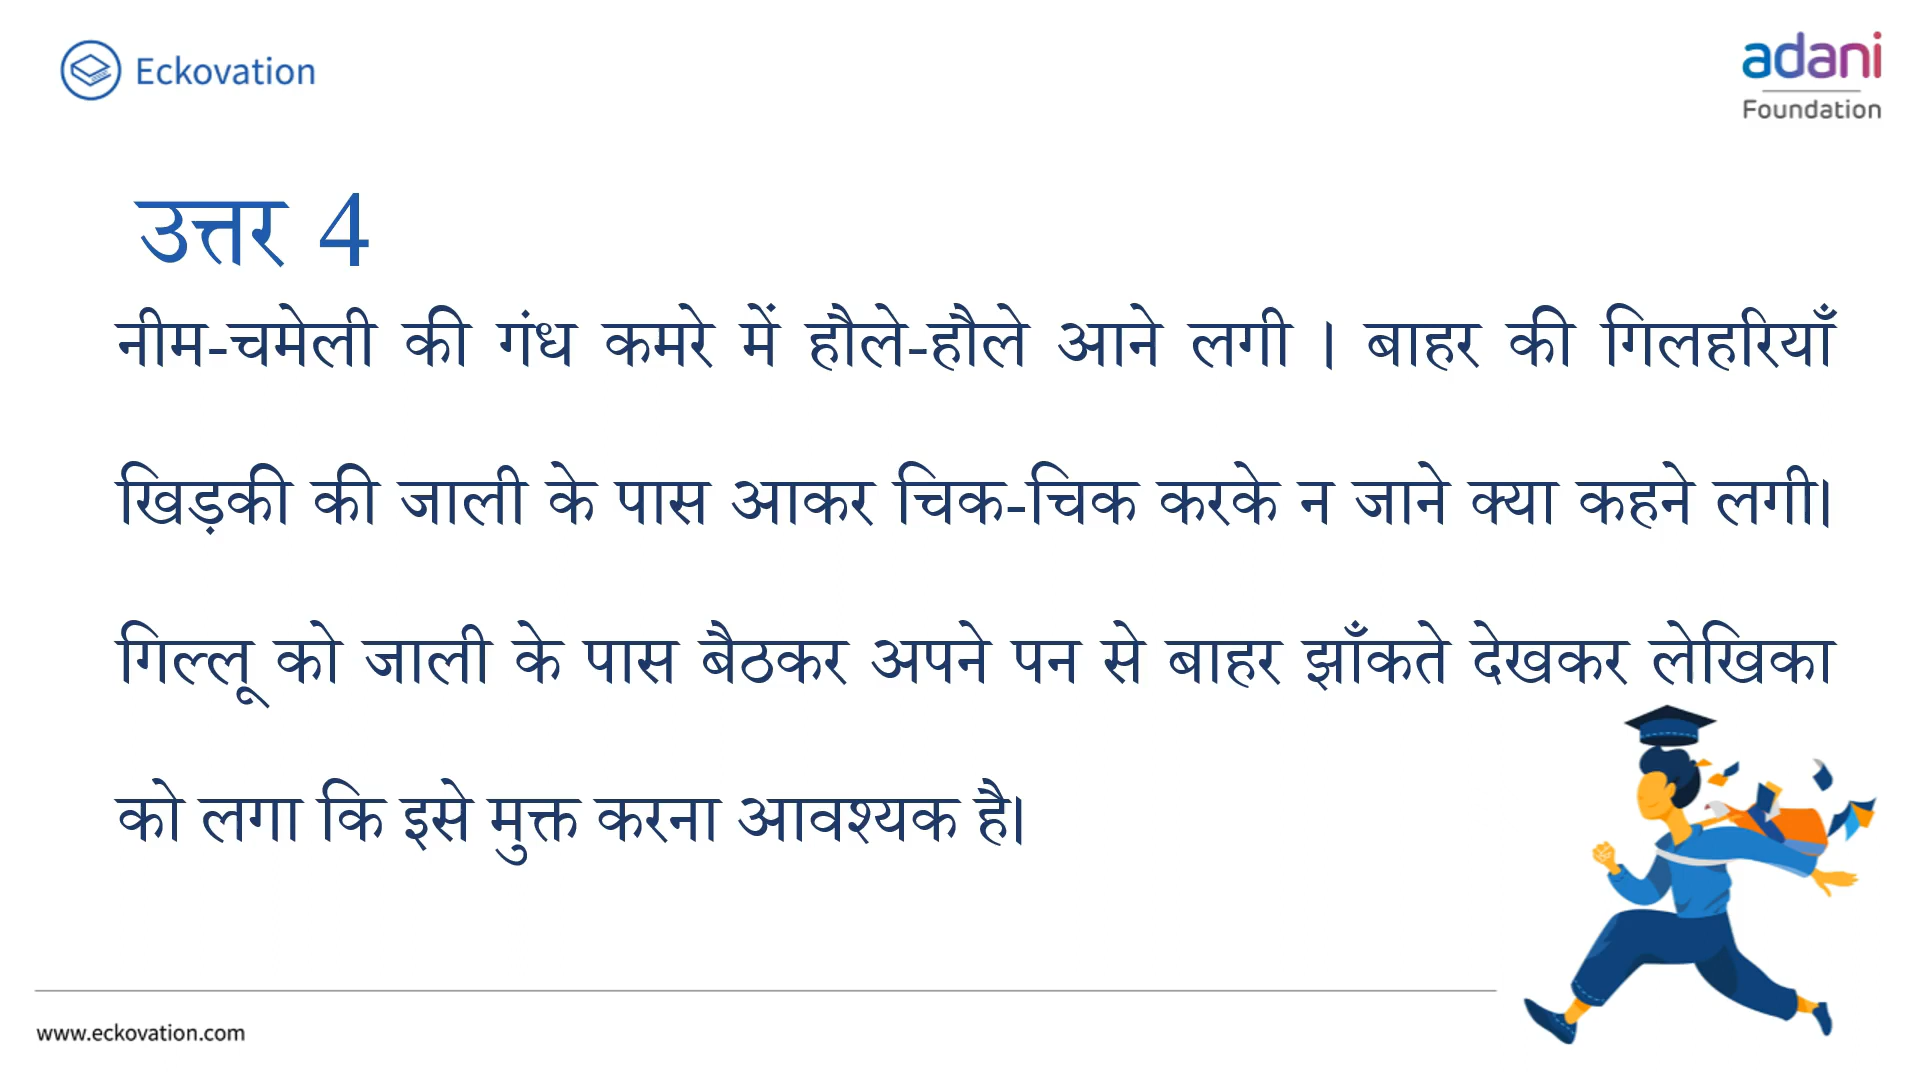 Eckovation
adani
Foundation
उत्तर 4
नीम-चमेली की गंध कमरे में हौले-हौले आने लगी । बाहर की गिलहरियाँ
खिड़की की जाली के पास आकर चिक-चिक करके न जाने क्या कहने लगी।
गिल्लू को जाली के पास बैठकर अपने पन से बाहर झाँकते देखकर लेखिका
को लगा कि इसे मुक्त करना आवश्यक है।
www.eckovation.com